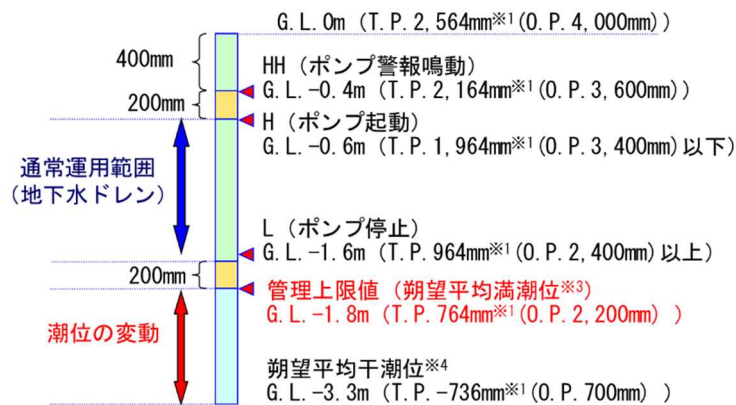 G.L.0m (T.P.2,564mm※1(O.P.4,000mm)
400mm
HH(ポンプ警報鳴動)
G.L.-0.4m (T.P.2,164mm※1(O.P.3,600mm))
200mm
H(ポンプ起動)
G.L.-0.6m (T.P.1,964mm※1(O.P.3,400mm)以下)
通常運用範囲
(地下水ドレン)
L(ポンプ停止)
G.L.-1.6m (T.P.964mm※1(O.P.2,400mm)以上)
200mm
管理上限値(朔望平均満潮位※3)
G.L.-1.8m (T.P.764mm※1(O.P.2,200mm) )
潮位の変動
朔望平均干潮位※4
G.L.-3.3m (T.P.-736mm※1(O.P.700mm) )